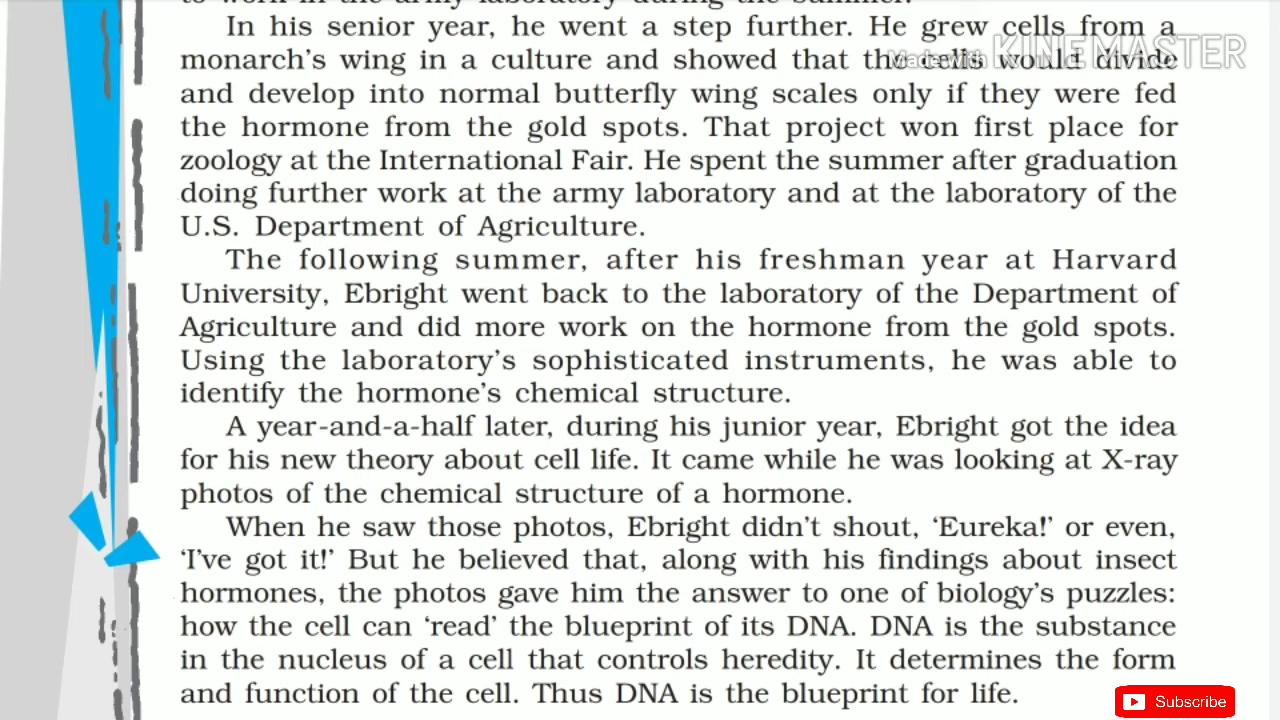 to work in the army laboratory during the summer.
In his senior year, he went a step further. He grew cells from a
monarch's wing in a culture and showed that the cells would divide
Made with KINEMASTER
and develop into normal butterfly wing scales only if they were fed
the hormone from the gold spots. That project won first place for
zoology at the International Fair. He spent the summer after graduation
doing further work at the army laboratory and at the laboratory of the
U.S. Department of Agriculture.
The following summer, after his freshman year at Harvard
University, Ebright went back to the laboratory of the Department of
Agriculture and did more work on the hormone from the gold spots.
Using the laboratory's sophisticated instruments, he was able to
identify the hormone's chemical structure.
A year-and-a-half later, during his junior year, Ebright got the idea
for his new theory about cell life. It came while he was looking at X-ray
photos of the chemical structure of a hormone.
When he saw those photos, Ebright didn't shout, ‘Eureka!’ or even,
‘I've got it!’ But he believed that, along with his findings about insect
hormones, the photos gave him the answer to one of biology's puzzles:
how the cell can ‘read’ the blueprint of its DNA. DNA is the substance
in the nucleus of a cell that controls heredity. It determines the form
and function of the cell. Thus DNA is the blueprint for life.
Subscribe